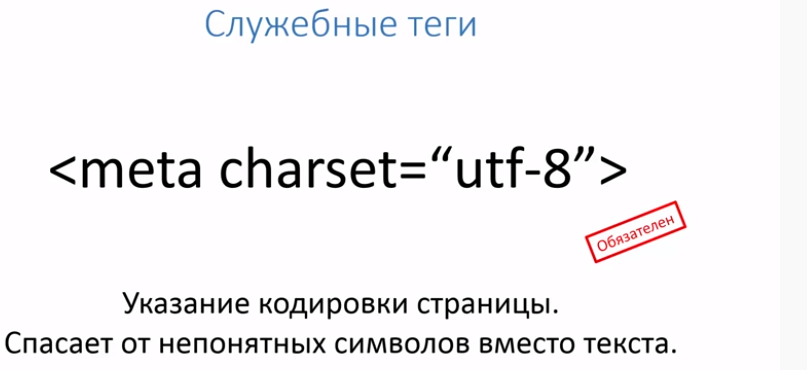 Служебные теги
<meta charset=“utf-8”>
Обязателен
Указание кодировки страницы.
Спасает от непонятных символов вместо текста.